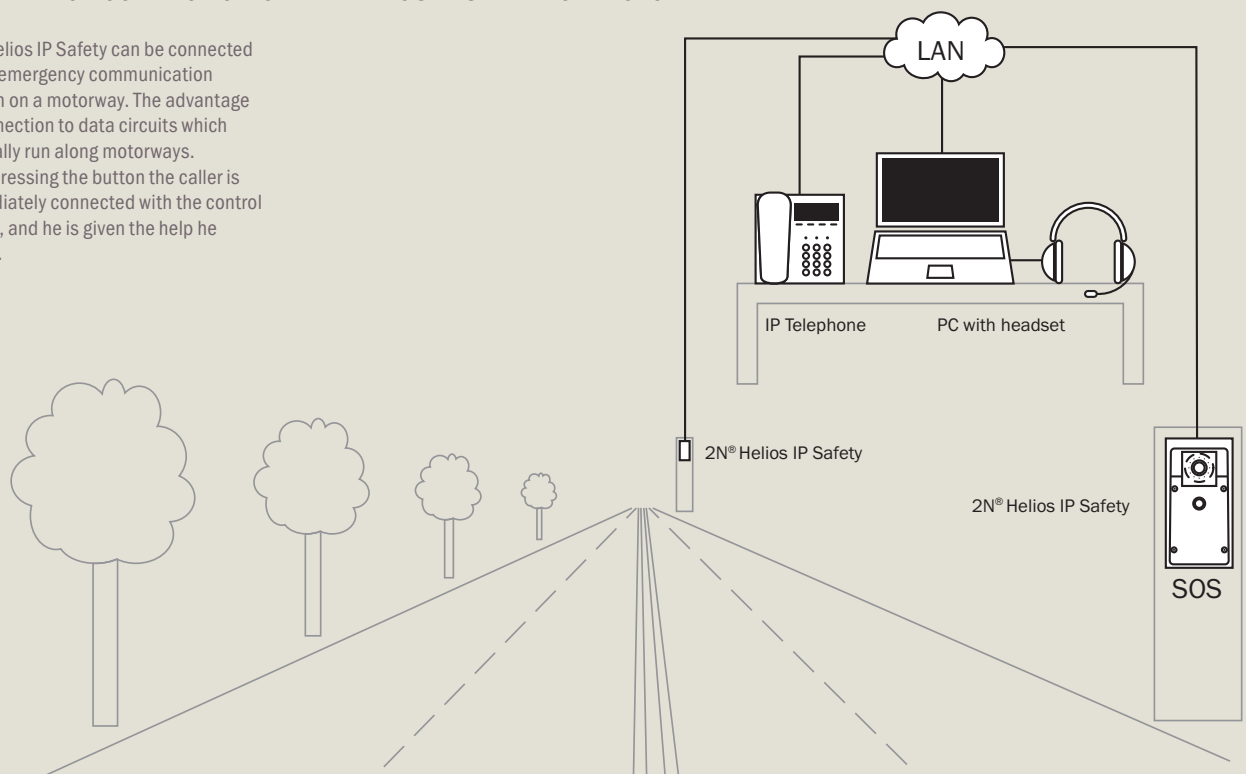 elios IP Safety can be connected
emergency communication
on a motorway. The advantage
nection to data circuits which
ally run along motorways.
ressing the button the caller is
diately connected with the control
, and he is given the help he
.
LAN
IP Telephone
PC with headset
2N® Helios IP Safety
2N® Helios IP Safety
SOS